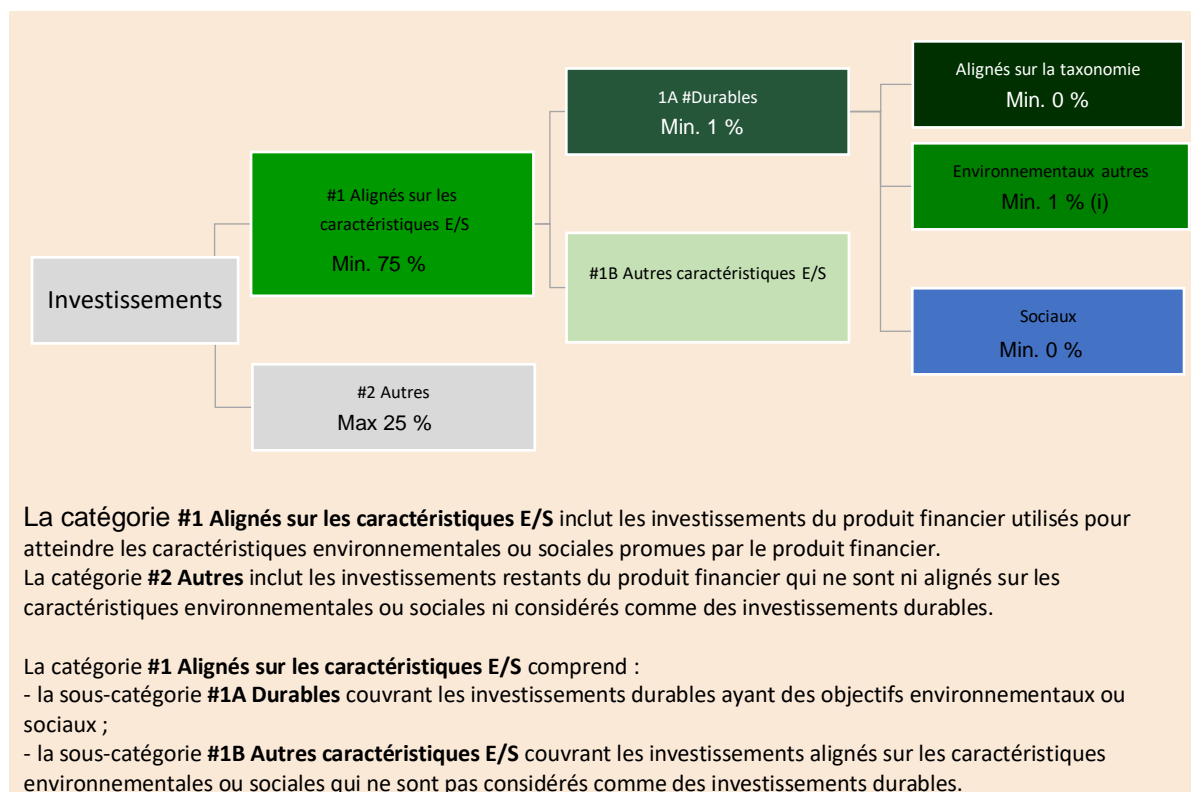 Alignés sur la taxonomie
Min. 0 %
1A #Durables
Min. 1 %
Environnementaux autres
Min. 1 % (i)
#1 Alignés sur les
caractéristiques E/S
Min. 75 %
#1B Autres caractéristiques E/S
Investissements
Sociaux
Min. 0 %
#2 Autres
Max 25 %
La catégorie #1 Alignés sur les caractéristiques E/S inclut les investissements du produit financier utilisés pour
atteindre les caractéristiques environnementales ou sociales promues par le produit financier.
La catégorie #2 Autres inclut les investissements restants du produit financier qui ne sont ni alignés sur les
caractéristiques environnementales ou sociales ni considérés comme des investissements durables.
La catégorie #1 Alignés sur les caractéristiques E/S comprend :
- la sous-catégorie #1A Durables couvrant les investissements durables ayant des objectifs environnementaux ou
sociaux ;
- la sous-catégorie #1B Autres caractéristiques E/S couvrant les investissements alignés sur les caractéristiques
environnementales ou sociales qui ne sont pas considérés comme des investissements durables.